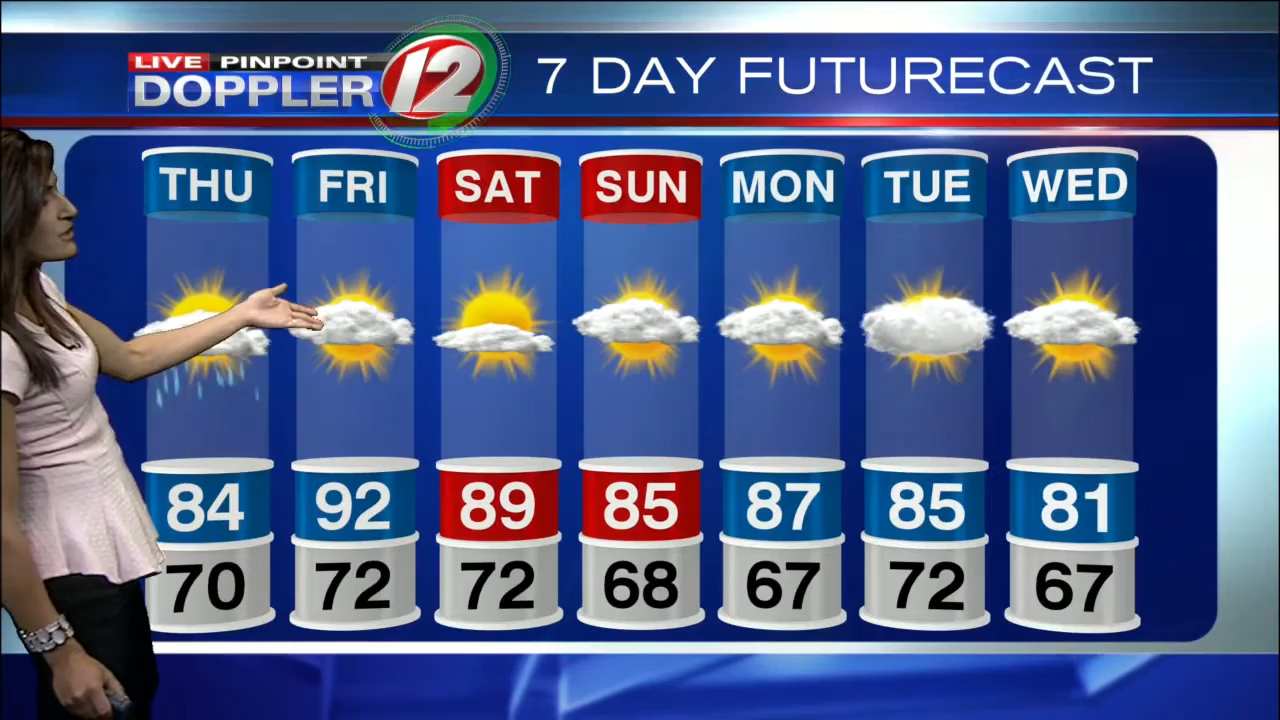 LIVE PINPOINT
DOPPLER 12
7 DAY FUTURECAST
THU FRI SAT SUN MON TUE WED
84 92 89 85 87 85 81
70 72 72 68 67 72 67